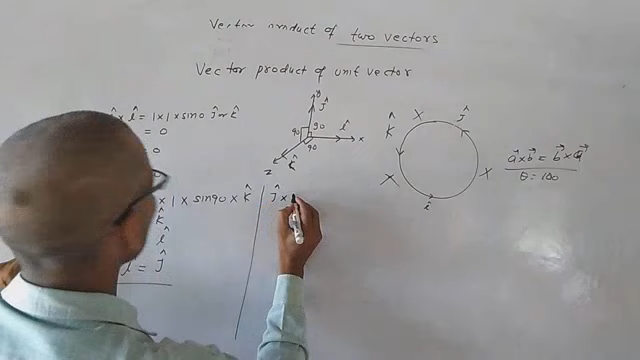 Vector product of two vectors
Vector product of unit vector
î × î = 1×1× sin0 ĵ or k̂
= 0
0
× 1 × sin90 × k̂
k̂
î
î = ĵ
y
ĵ
90 90
90
î x
k̂
z
ĵ ×
X
k̂ ĵ
X X
î
a⃗×b⃗ = b⃗×a⃗
θ = 180